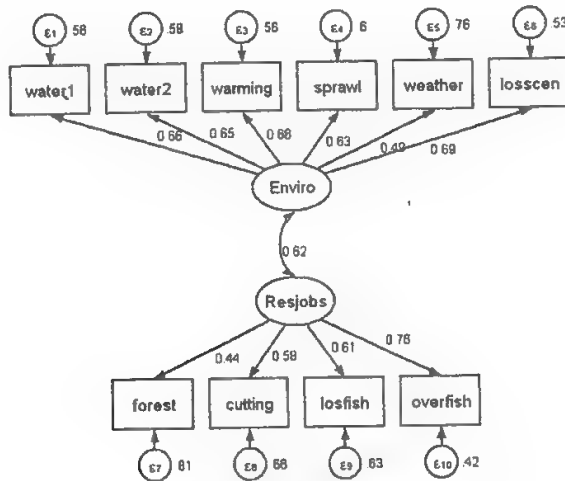 ε1 .56 ε2 .58 ε3 .56 ε4 .6 ε5 .76 ε6 .53
water1 water2 warming sprawl weather losscen
0.66 0.65 0.66 0.63 0.49 0.69
Enviro
0.62
Resjobs
0.44 0.58 0.61 0.76
forest cutting losfish overfish
ε7 .81 ε8 .66 ε9 .63 ε10 .42